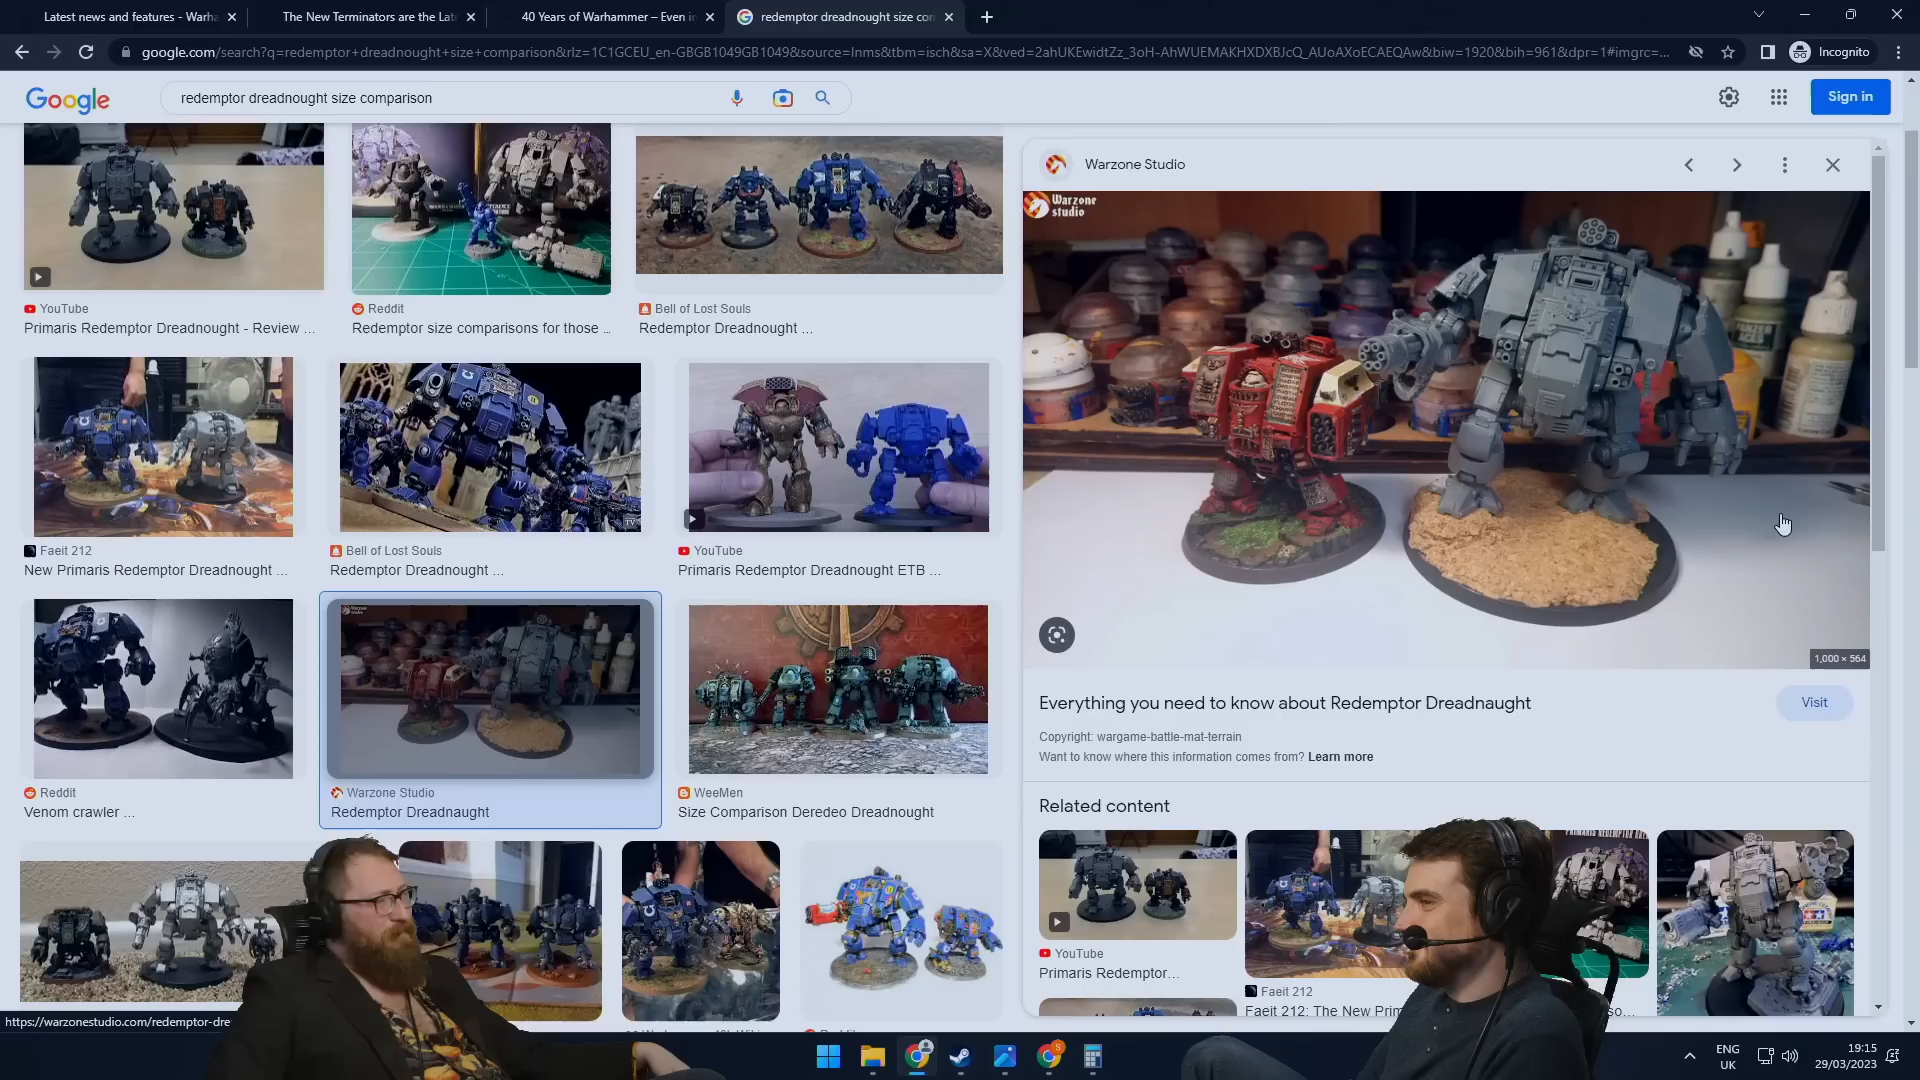 Latest news and features - Warha
The New Terminators are the Lat
40 Years of Warhammer – Even in
redemptor dreadnought size con
google.com/search?q=redemptor+dreadnought+size+comparison&rlz=1C1GCEU_en-GBGB1049GB1049&source=lnms&tbm=isch&sa=X&ved=2ahUKEwidtZz_3oH-AhWUEMAKHXDXBJcQ_AUoAXoECAEQAw&biw=1920&bih=961&dpr=1#imgrc=...
Incognito
Google
redemptor dreadnought size comparison
Sign in
Warzone Studio
Warzone
studio
YouTube
Primaris Redemptor Dreadnought - Review ...
Reddit
Redemptor size comparisons for those ...
Bell of Lost Souls
Redemptor Dreadnought ...
Faeit 212
New Primaris Redemptor Dreadnought ...
Bell of Lost Souls
Redemptor Dreadnought ...
YouTube
Primaris Redemptor Dreadnought ETB ...
1,000 × 564
Reddit
Venom crawler ...
Warzone Studio
Redemptor Dreadnaught
WeeMen
Size Comparison Deredeo Dreadnought
Everything you need to know about Redemptor Dreadnaught
Visit
Copyright: wargame-battle-mat-terrain
Want to know where this information comes from? Learn more
Related content
YouTube
Primaris Redemptor...
Faeit 212
Faeit 212: The New Prim
https://warzonestudio.com/redemptor-dre
ENG
UK
19:15
29/03/2023